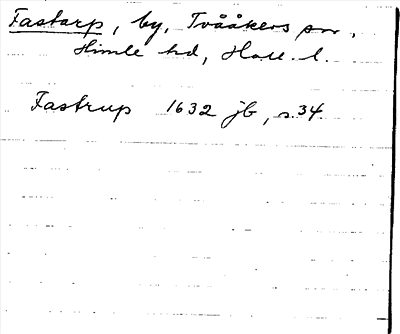 Fastarp, by, Tvååkers sn,
Himle hd, Hall. l.
Fastrup 1632 jb, s. 34.